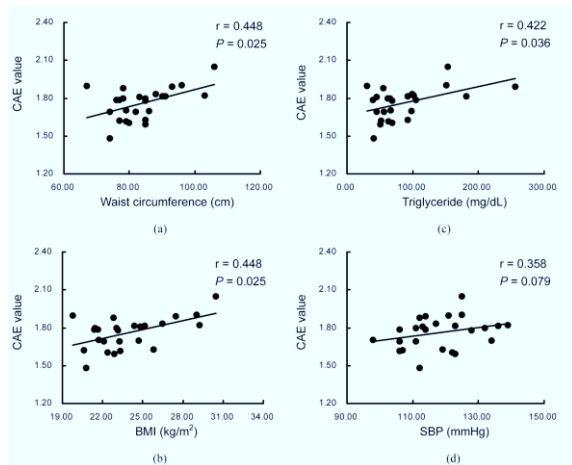 2.40
2.10
1.80
1.50
1.20
CAE value
r = 0.448
P = 0.025
60.00 80.00 100.00 120.00
Waist circumference (cm)
(a)
2.40
2.10
1.80
1.50
1.20
CAE value
r = 0.422
P = 0.036
0.00 100.00 200.00 300.00
Triglyceride (mg/dL)
(c)
2.40
2.10
1.80
1.50
1.20
CAE value
r = 0.448
P = 0.025
19.00 22.00 25.00 28.00 31.00 34.00
BMI (kg/m²)
(b)
2.40
2.10
1.80
1.50
1.20
CAE value
r = 0.358
P = 0.079
90.00 110.00 130.00 150.00
SBP (mmHg)
(d)